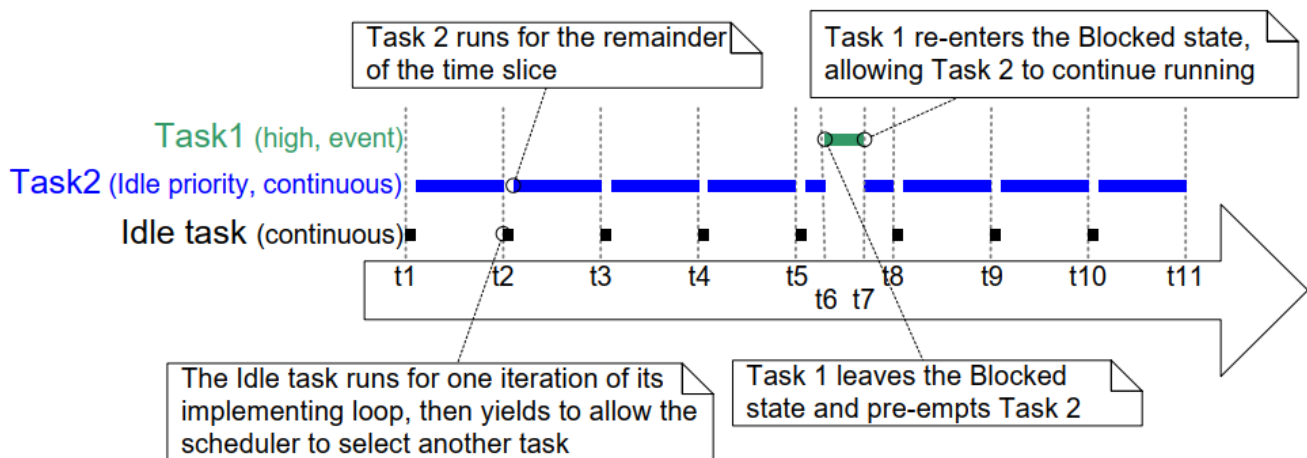 Task 2 runs for the remainder
of the time slice
Task 1 re-enters the Blocked state,
allowing Task 2 to continue running
Task1 (high, event)
Task2 (Idle priority, continuous)
Idle task (continuous)
t1 t2 t3 t4 t5 t8 t9 t10 t11
t6 t7
The Idle task runs for one iteration of its
implementing loop, then yields to allow the
scheduler to select another task
Task 1 leaves the Blocked
state and pre-empts Task 2